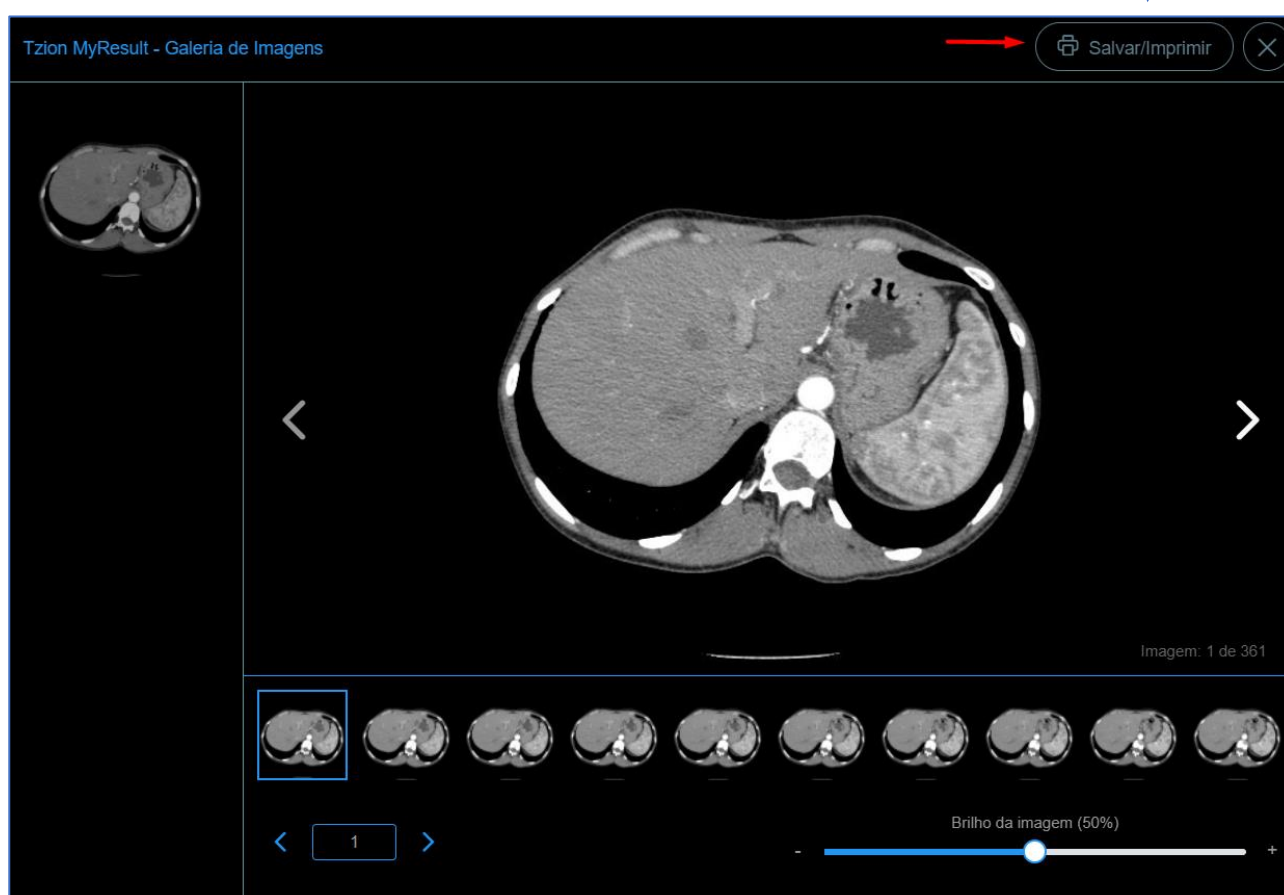 Tzion MyResult - Galeria de Imagens
Salvar/Imprimir
Imagem: 1 de 361
1
Brilho da imagem (50%)
- +